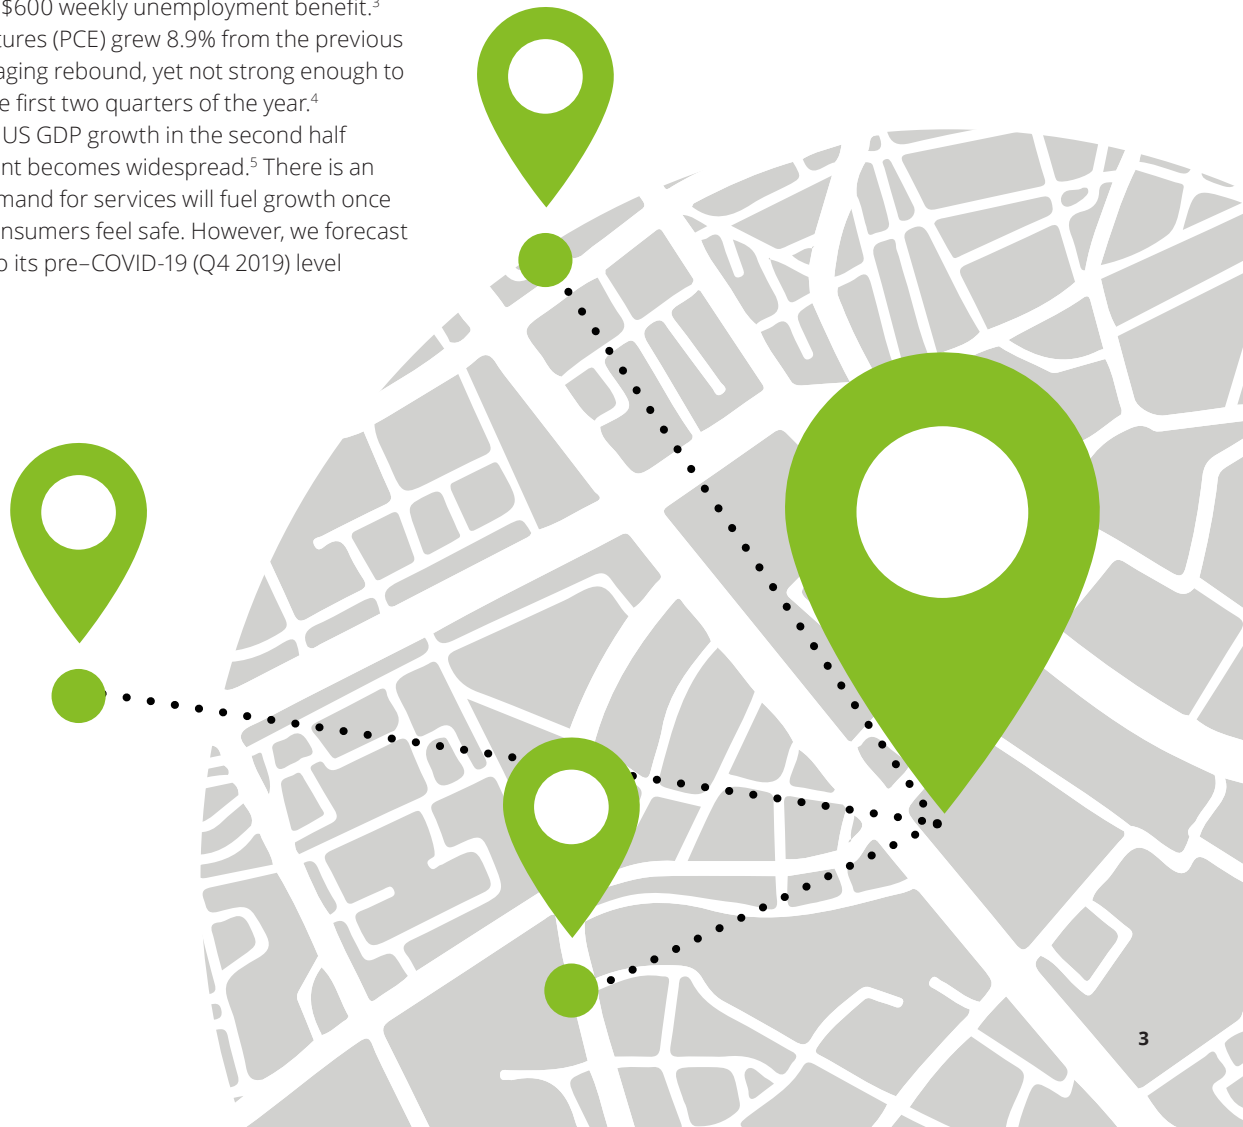 $600 weekly unemployment benefit.³
tures (PCE) grew 8.9% from the previous
aging rebound, yet not strong enough to
e first two quarters of the year.⁴
US GDP growth in the second half
nt becomes widespread.⁵ There is an
mand for services will fuel growth once
nsumers feel safe. However, we forecast
o its pre–COVID-19 (Q4 2019) level
3